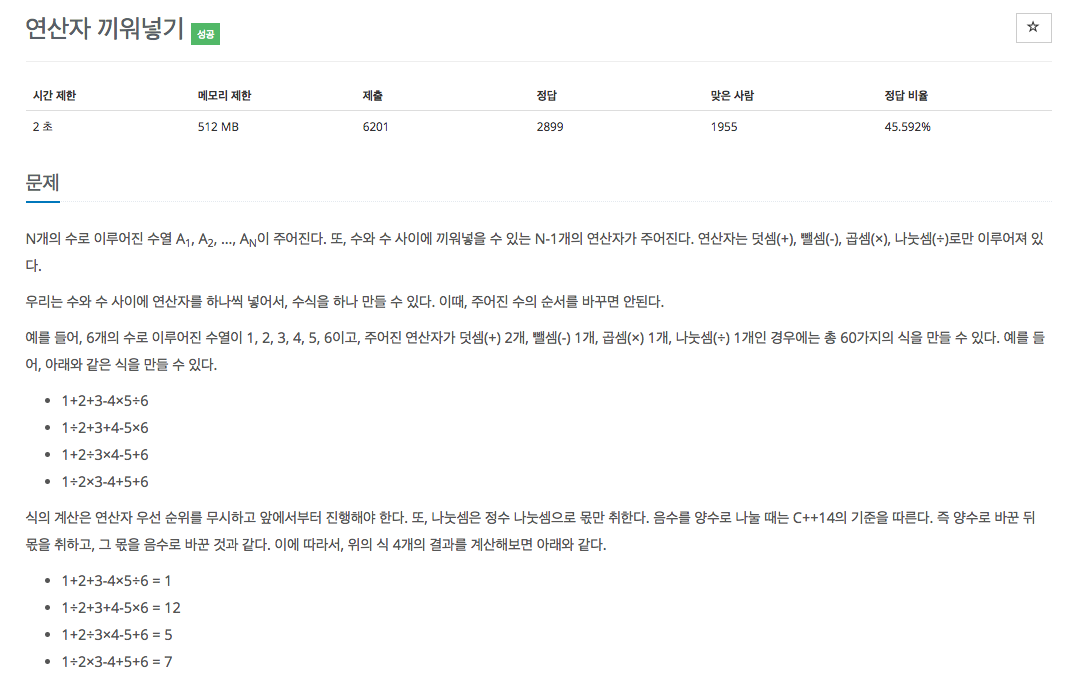 연산자 끼워넣기 성공
☆
시간 제한 메모리 제한 제출 정답 맞은 사람 정답 비율
2 초 512 MB 6201 2899 1955 45.592%
문제
N개의 수로 이루어진 수열 A1, A2, ..., AN이 주어진다. 또, 수와 수 사이에 끼워넣을 수 있는 N-1개의 연산자가 주어진다. 연산자는 덧셈(+), 뺄셈(-), 곱셈(×), 나눗셈(÷)로만 이루어져 있
다.
우리는 수와 수 사이에 연산자를 하나씩 넣어서, 수식을 하나 만들 수 있다. 이때, 주어진 수의 순서를 바꾸면 안된다.
예를 들어, 6개의 수로 이루어진 수열이 1, 2, 3, 4, 5, 6이고, 주어진 연산자가 덧셈(+) 2개, 뺄셈(-) 1개, 곱셈(×) 1개, 나눗셈(÷) 1개인 경우에는 총 60가지의 식을 만들 수 있다. 예를 들
어, 아래와 같은 식을 만들 수 있다.
• 1+2+3-4×5÷6
• 1÷2+3+4-5×6
• 1+2÷3×4-5+6
• 1÷2×3-4+5+6
식의 계산은 연산자 우선 순위를 무시하고 앞에서부터 진행해야 한다. 또, 나눗셈은 정수 나눗셈으로 몫만 취한다. 음수를 양수로 나눌 때는 C++14의 기준을 따른다. 즉 양수로 바꾼 뒤
몫을 취하고, 그 몫을 음수로 바꾼 것과 같다. 이에 따라서, 위의 식 4개의 결과를 계산해보면 아래와 같다.
• 1+2+3-4×5÷6 = 1
• 1÷2+3+4-5×6 = 12
• 1+2÷3×4-5+6 = 5
• 1÷2×3-4+5+6 = 7